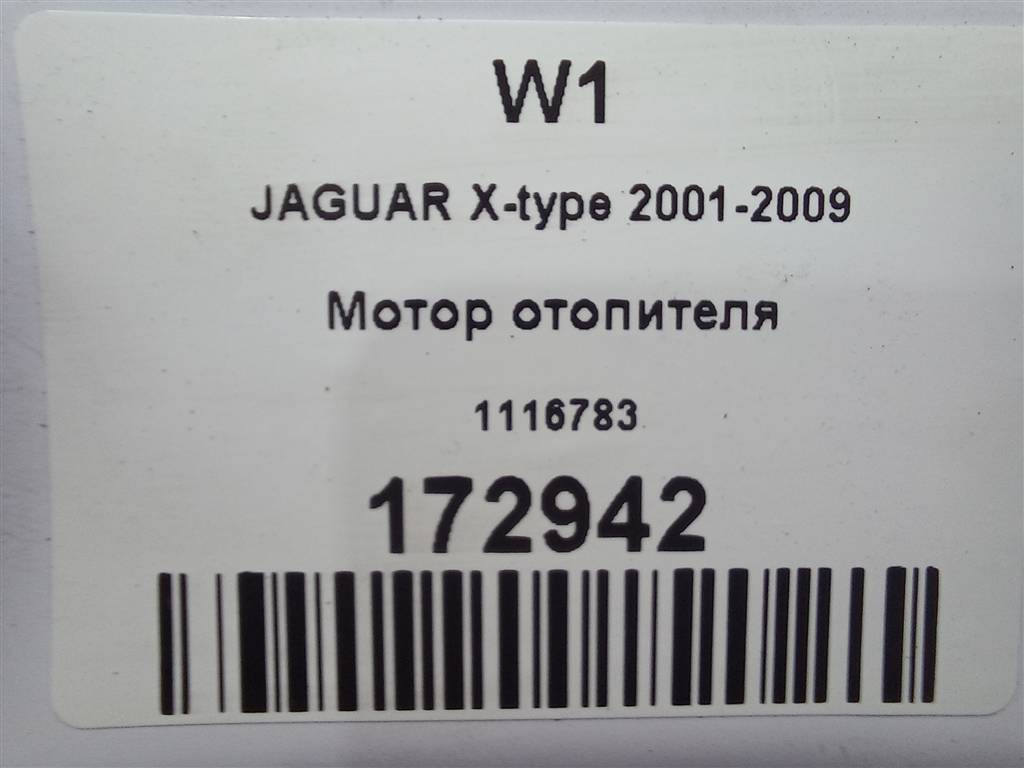 W1
JAGUAR X-type 2001-2009
Мотор отопителя
1116783
172942